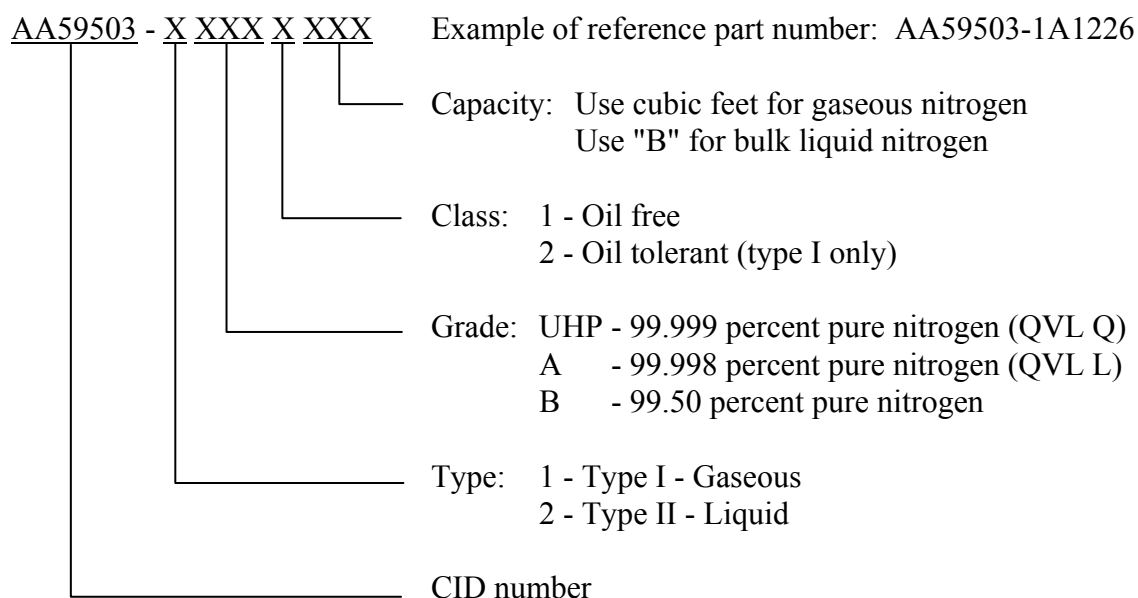 AA59503 - X XXX X XXX Example of reference part number: AA59503-1A1226
Capacity: Use cubic feet for gaseous nitrogen
Use "B" for bulk liquid nitrogen
Class: 1 - Oil free
2 - Oil tolerant (type I only)
Grade: UHP - 99.999 percent pure nitrogen (QVL Q)
A - 99.998 percent pure nitrogen (QVL L)
B - 99.50 percent pure nitrogen
Type: 1 - Type I - Gaseous
2 - Type II - Liquid
CID number